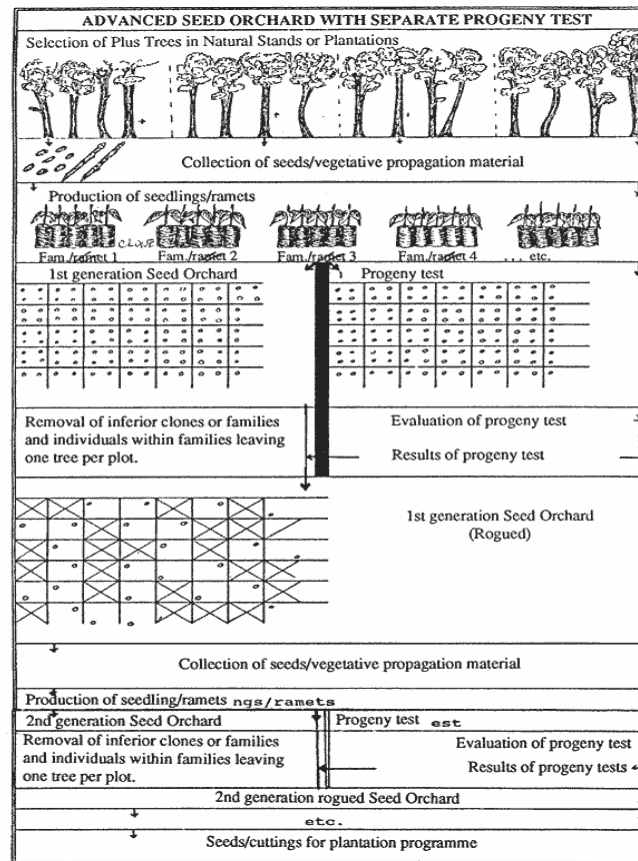 ADVANCED SEED ORCHARD WITH SEPARATE PROGENY TEST
Selection of Plus Trees in Natural Stands or Plantations
Collection of seeds/vegetative propagation material
Production of seedlings/ramets
CLONE
Fam./ramet 1 Fam./ramet 2 Fam./ramet 3 Fam./ramet 4 ... etc.
1st generation Seed Orchard Progeny test
Removal of inferior clones or families Evaluation of progeny test
and individuals within families leaving
one tree per plot. Results of progeny test
1st generation Seed Orchard
(Rogued)
Collection of seeds/vegetative propagation material
Production of seedling/ramets ngs/ramets
2nd generation Seed Orchard Progeny test est
Removal of inferior clones or families Evaluation of progeny test
and individuals within families leaving Results of progeny tests
one tree per plot.
2nd generation rogued Seed Orchard
etc.
Seeds/cuttings for plantation programme